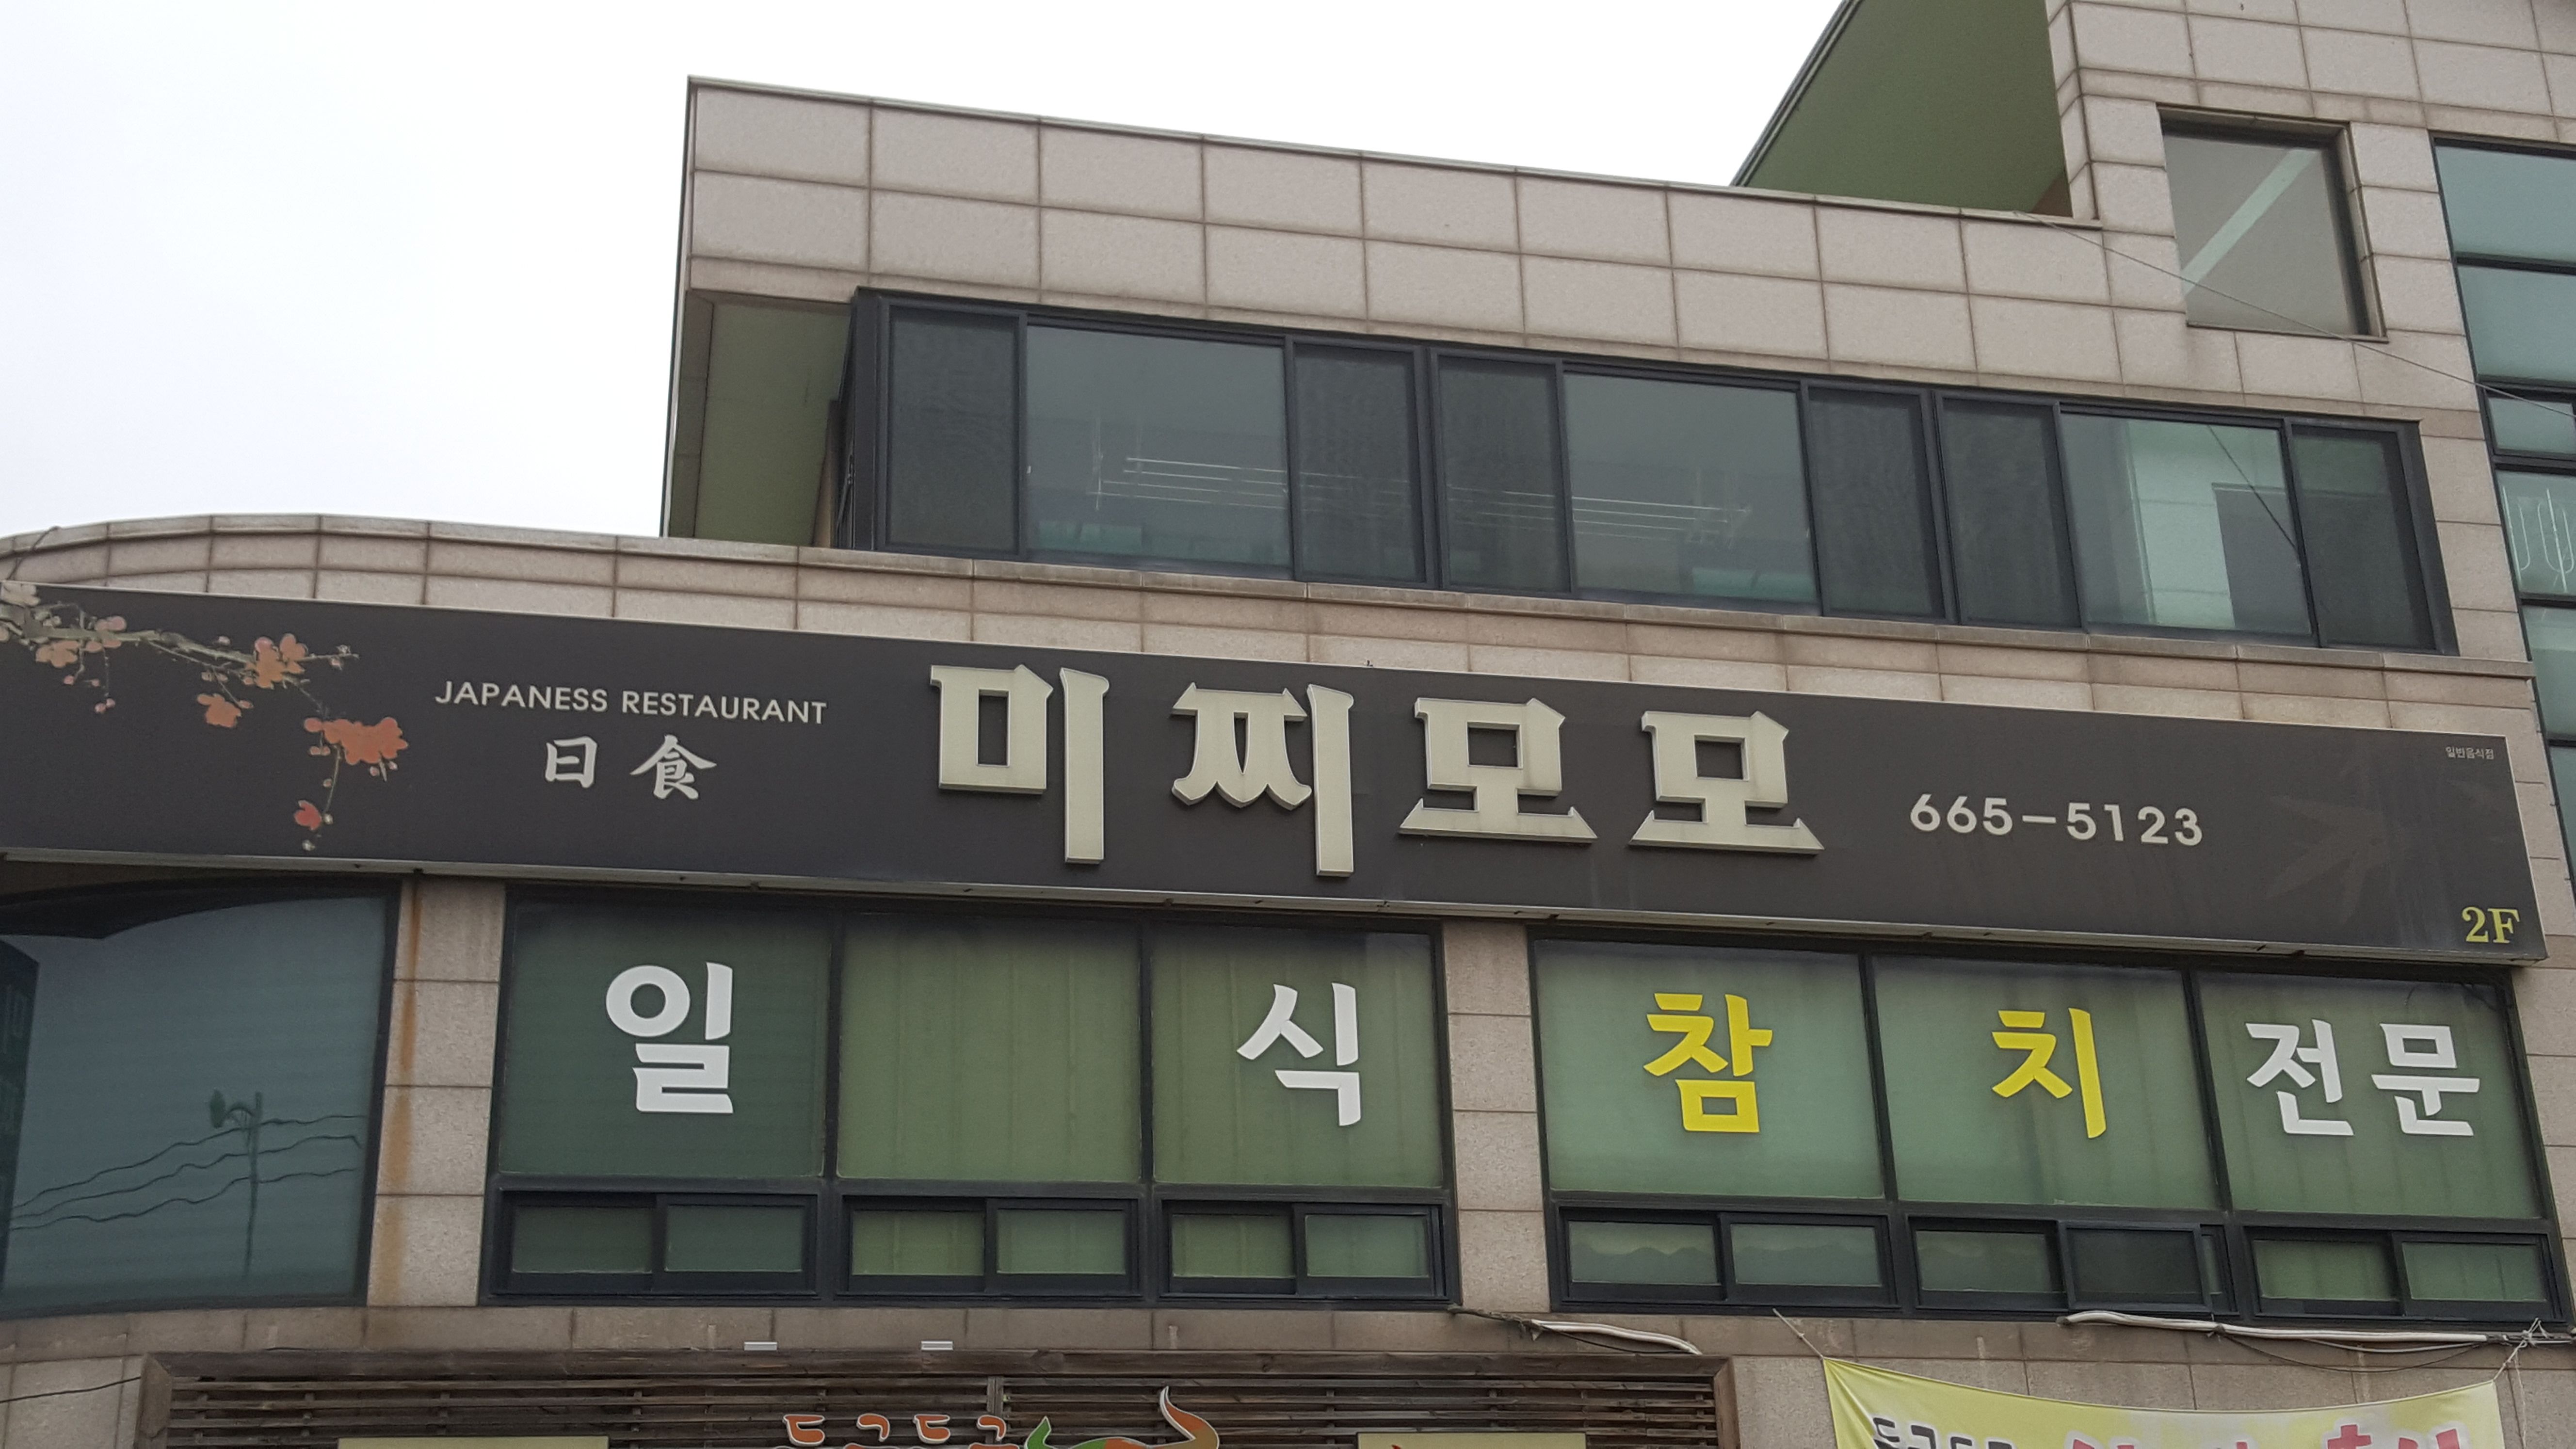 JAPANESS RESTAURANT
日食
미찌모모
665-5123
일반음식점
2F
일 식 참 치 전문